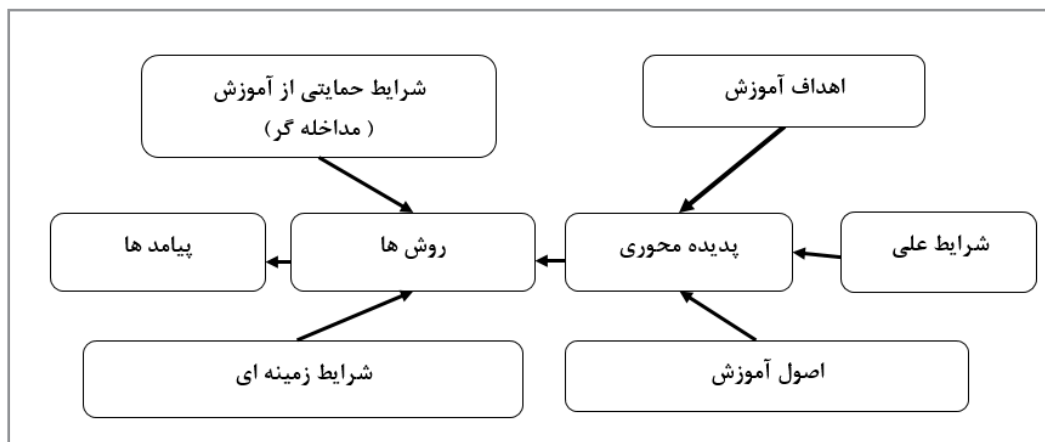 اهداف آموزش
شرایط حمایتی از آموزش
( مداخله گر )
شرایط علی
پدیده محوری
روش ها
پیامد ها
اصول آموزش
شرایط زمینه ای